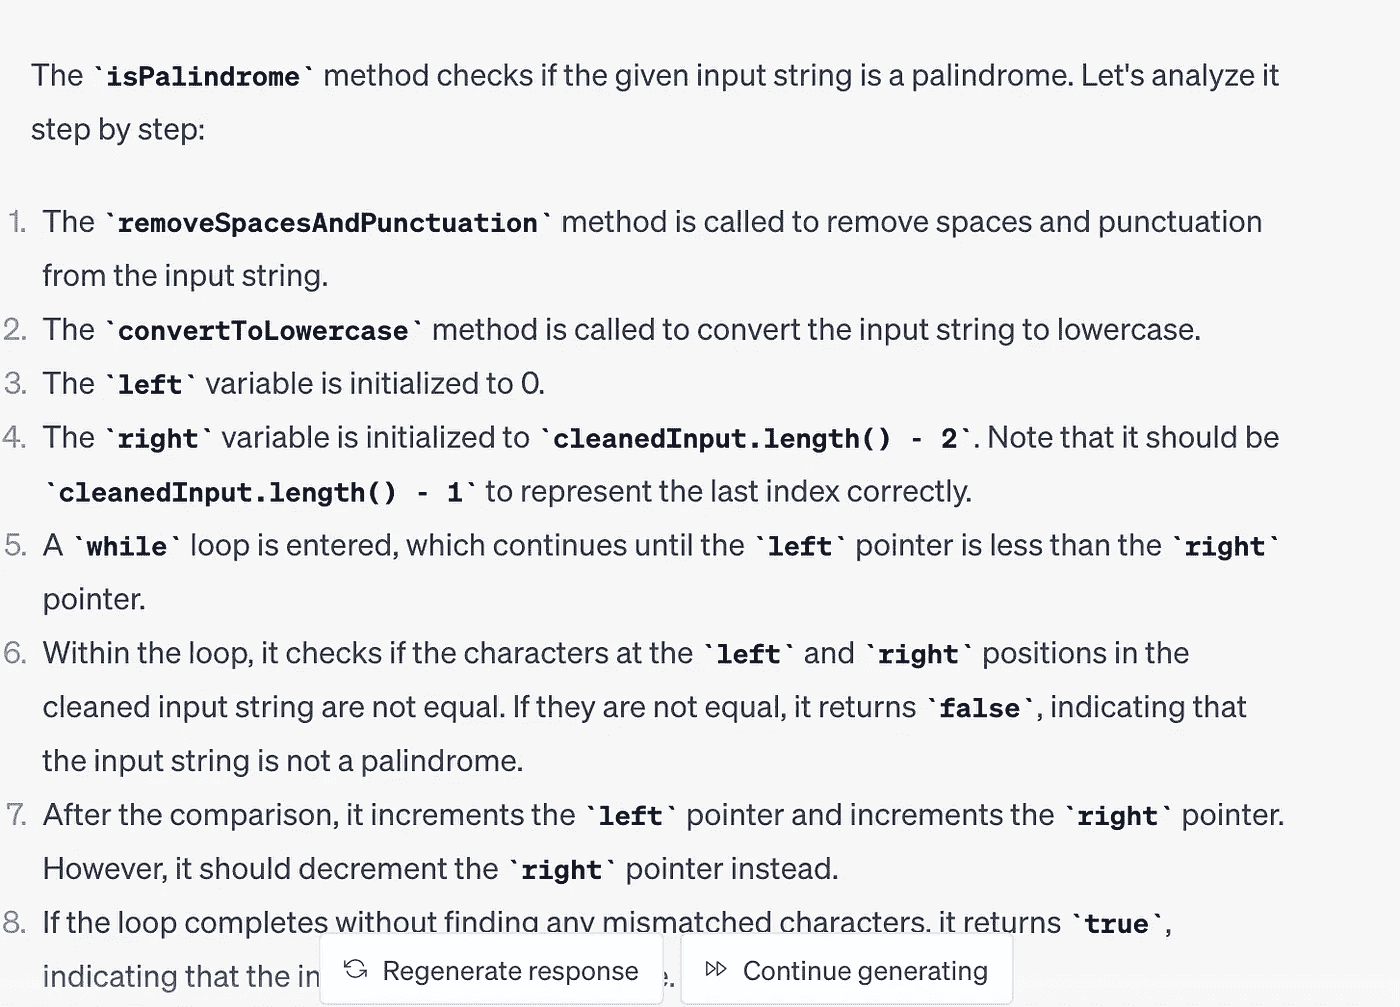 The `isPalindrome` method checks if the given input string is a palindrome. Let's analyze it
step by step:
1. The `removeSpacesAndPunctuation` method is called to remove spaces and punctuation
from the input string.
2. The `convertToLowercase` method is called to convert the input string to lowercase.
3. The `left` variable is initialized to 0.
4. The `right` variable is initialized to `cleanedInput.length() - 2`. Note that it should be
`cleanedInput.length() - 1` to represent the last index correctly.
5. A `while` loop is entered, which continues until the `left` pointer is less than the `right`
pointer.
6. Within the loop, it checks if the characters at the `left` and `right` positions in the
cleaned input string are not equal. If they are not equal, it returns `false`, indicating that
the input string is not a palindrome.
7. After the comparison, it increments the `left` pointer and increments the `right` pointer.
However, it should decrement the `right` pointer instead.
8. If the loop completes without finding any mismatched characters, it returns `true`,
indicating that the in
Regenerate response
Continue generating